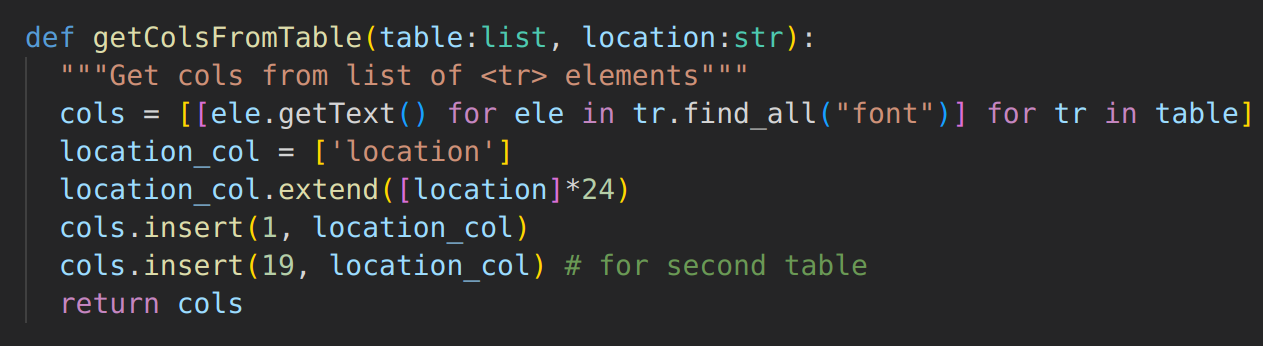 def getColsFromTable(table:list, location:str):
  """Get cols from list of <tr> elements"""
  cols = [[ele.getText() for ele in tr.find_all("font")] for tr in table]
  location_col = ['location']
  location_col.extend([location]*24)
  cols.insert(1, location_col)
  cols.insert(19, location_col) # for second table
  return cols